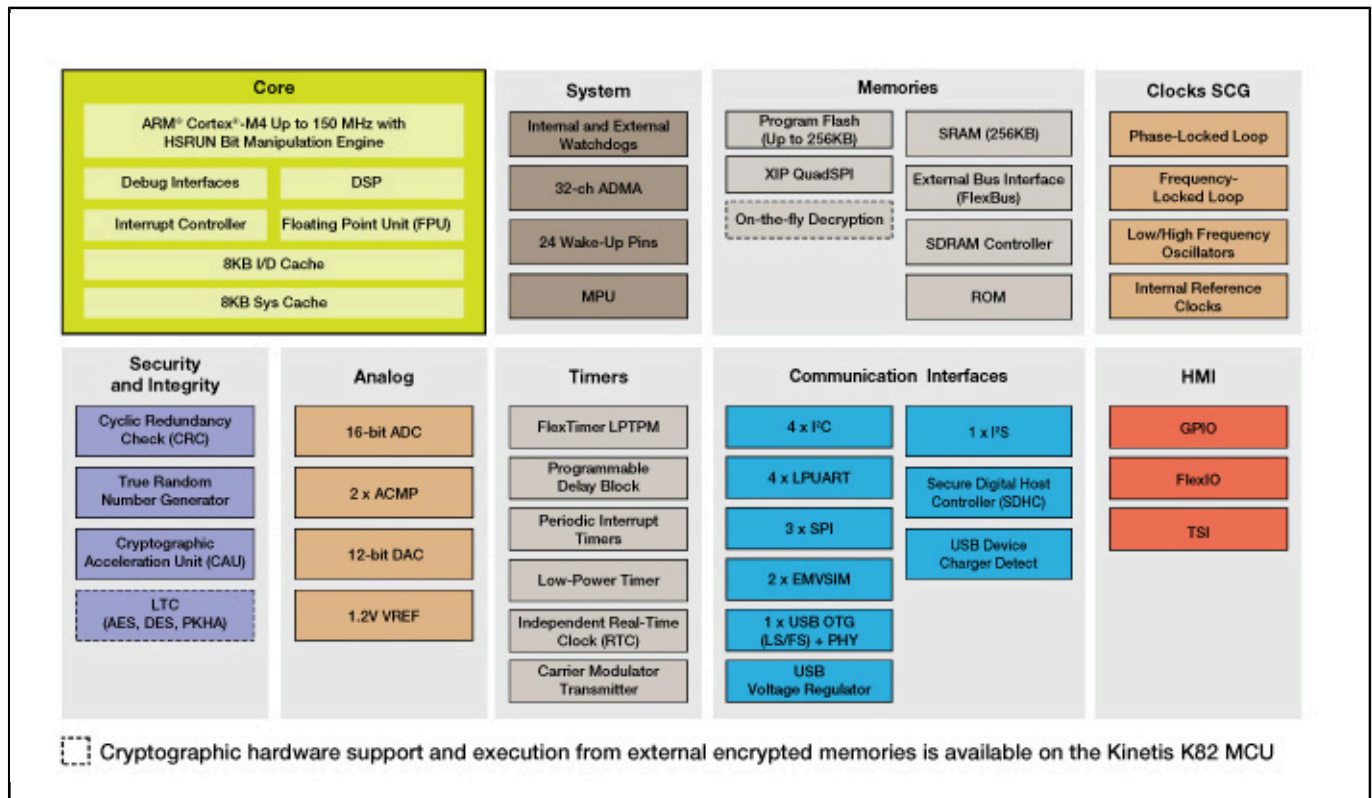 Core
ARM® Cortex®-M4 Up to 150 MHz with
HSRUN Bit Manipulation Engine
Debug Interfaces
DSP
Interrupt Controller
Floating Point Unit (FPU)
8KB I/D Cache
8KB Sys Cache
System
Internal and External
Watchdogs
32-ch ADMA
24 Wake-Up Pins
MPU
Memories
Program Flash
(Up to 256KB)
XIP QuadSPI
On-the-fly Decryption
SRAM (256KB)
External Bus Interface
(FlexBus)
SDRAM Controller
ROM
Clocks SCG
Phase-Locked Loop
Frequency-
Locked Loop
Low/High Frequency
Oscillators
Internal Reference
Clocks
Security
and Integrity
Cyclic Redundancy
Check (CRC)
True Random
Number Generator
Cryptographic
Acceleration Unit (CAU)
LTC
(AES, DES, PKHA)
Analog
16-bit ADC
2 x ACMP
12-bit DAC
1.2V VREF
Timers
FlexTimer LPTPM
Programmable
Delay Block
Periodic Interrupt
Timers
Low-Power Timer
Independent Real-Time
Clock (RTC)
Carrier Modulator
Transmitter
Communication Interfaces
4 x I²C
4 x LPUART
3 x SPI
2 x EMVSIM
1 x USB OTG
(LS/FS) + PHY
USB
Voltage Regulator
1 x I²S
Secure Digital Host
Controller (SDHC)
USB Device
Charger Detect
HMI
GPIO
FlexIO
TSI
Cryptographic hardware support and execution from external encrypted memories is available on the Kinetis K82 MCU